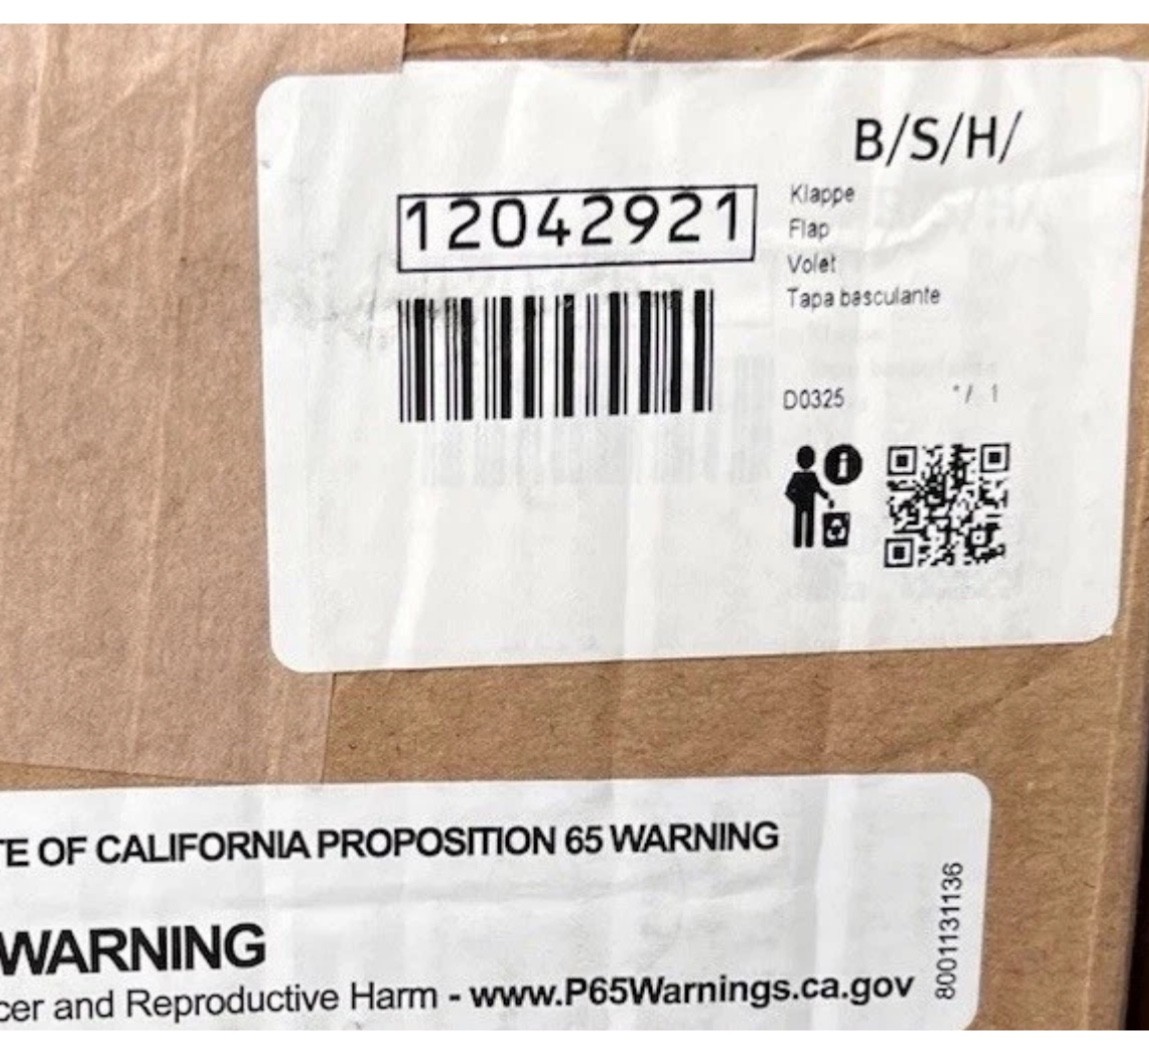 B/S/H/
12042921
Klappe
Flap
Volet
Tapa basculante
D0325 */ 1
TE OF CALIFORNIA PROPOSITION 65 WARNING
WARNING
cer and Reproductive Harm - www.P65Warnings.ca.gov
8001131136